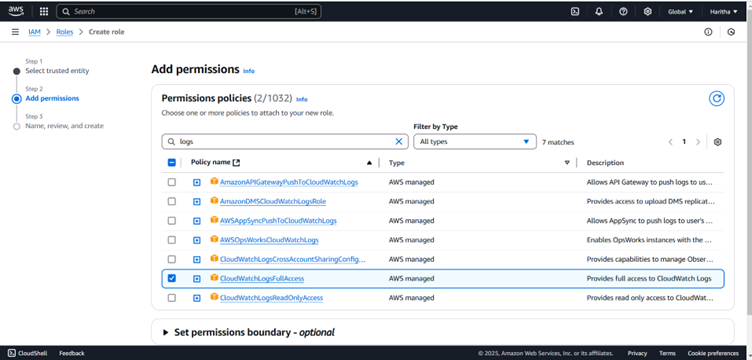 aws
Search [Alt+S] Global Haritha
IAM > Roles > Create role
Step 1
Select trusted entity
Step 2
Add permissions
Step 3
Name, review, and create
Add permissions Info
Permissions policies (2/1032) Info
Choose one or more policies to attach to your new role.
Filter by Type
logs All types 7 matches 1
Policy name Type Description
AmazonAPIGatewayPushToCloudWatchLogs AWS managed Allows API Gateway to push logs to us...
AmazonDMSCloudWatchLogsRole AWS managed Provides access to upload DMS replicat...
AWSAppSyncPushToCloudWatchLogs AWS managed Allows AppSync to push logs to user's...
AWSOpsWorksCloudWatchLogs AWS managed Enables OpsWorks instances with the ...
CloudWatchLogsCrossAccountSharingConfig... AWS managed Provides capabilities to manage Obser...
CloudWatchLogsFullAccess AWS managed Provides full access to CloudWatch Logs
CloudWatchLogsReadOnlyAccess AWS managed Provides read only access to CloudWat...
Set permissions boundary - optional
CloudShell Feedback © 2025, Amazon Web Services, Inc. or its affiliates. Privacy Terms Cookie preferences